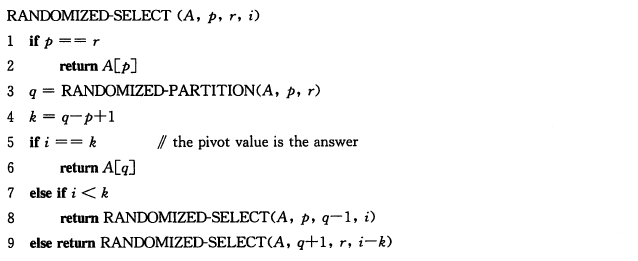 RANDOMIZED-SELECT (A, p, r, i)
1 if p == r
2 return A[p]
3 q = RANDOMIZED-PARTITION(A, p, r)
4 k = q-p+1
5 if i == k // the pivot value is the answer
6 return A[q]
7 else if i < k
8 return RANDOMIZED-SELECT(A, p, q-1, i)
9 else return RANDOMIZED-SELECT(A, q+1, r, i-k)